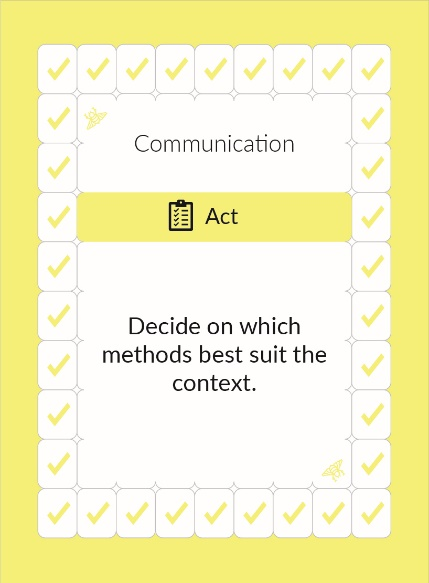 Communication
Act
Decide on which
methods best suit the
context.